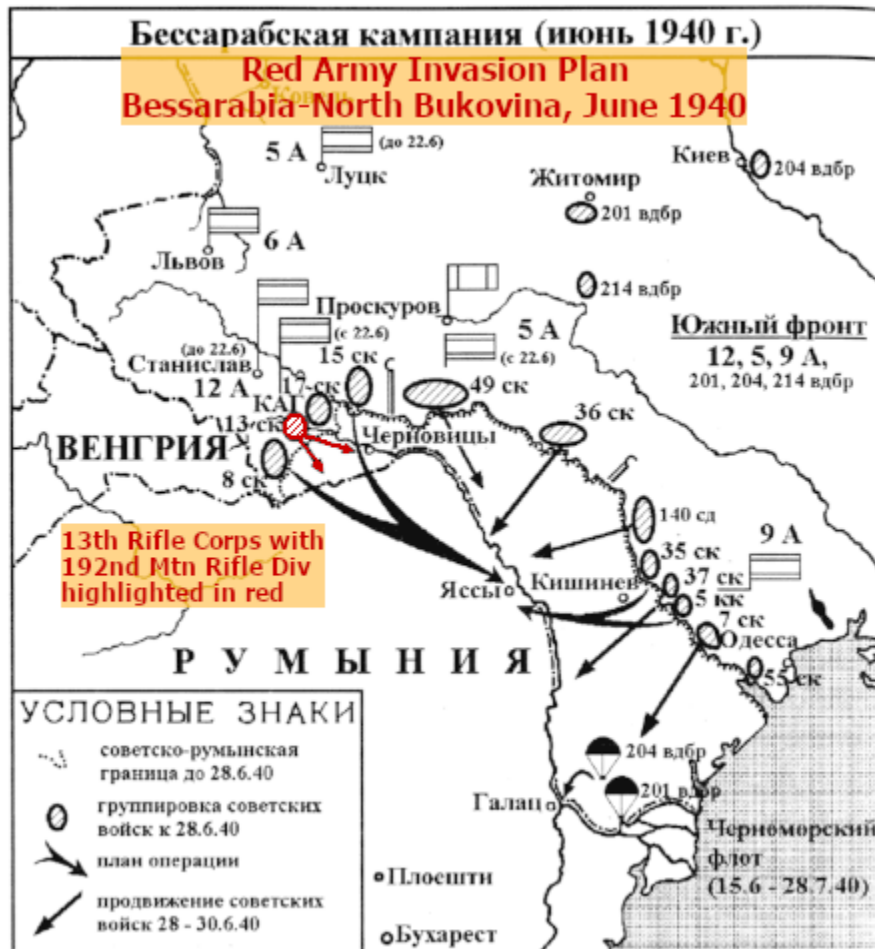 Бессарабская кампания (июнь 1940 г.)
Red Army Invasion Plan
Bessarabia-North Bukovina, June 1940
5 А
(до 22.6)
Луцк
Киев
204 вдбр
Житомир
201 вдбр
6 А
Львов
214 вдбр
Проскуров
Южный фронт
12, 5, 9 А,
201, 204, 214 вдбр
(до 22.6)
Станислав
12 А
(с 22.6)
15 ск
5 А
(с 22.6)
17 ск
49 ск
КАГ
36 ск
13 ск
Черновицы
ВЕНГРИЯ
8 ск
140 сд
9 А
13th Rifle Corps with
192nd Mtn Rifle Div
highlighted in red
35 ск
37 ск
Яссы
Кишинев
5 кк
7 ск
Одесса
55 ск
РУМЫНИЯ
204 вдбр
201 вдбр
Галац
Черноморский
флот
(15.6 - 28.7.40)
Плоешти
Бухарест
УСЛОВНЫЕ ЗНАКИ
советско-румынская
граница до 28.6.40
группировка советских
войск к 28.6.40
план операции
продвижение советских
войск 28 - 30.6.40